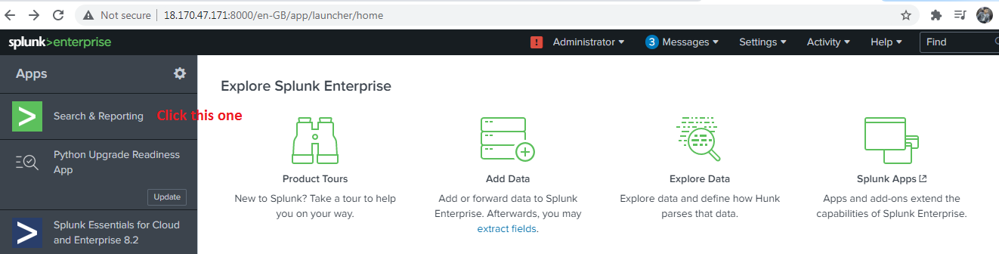 Not secure | 18.170.47.171:8000/en-GB/app/launcher/home
splunk>enterprise
! Administrator 3 Messages Settings Activity Help Find
Apps
Search & Reporting Click this one
Python Upgrade Readiness
App
Update
Splunk Essentials for Cloud
and Enterprise 8.2
Explore Splunk Enterprise
Product Tours
New to Splunk? Take a tour to help
you on your way.
Add Data
Add or forward data to Splunk
Enterprise. Afterwards, you may
extract fields.
Explore Data
Explore data and define how Hunk
parses that data.
Splunk Apps
Apps and add-ons extend the
capabilities of Splunk Enterprise.